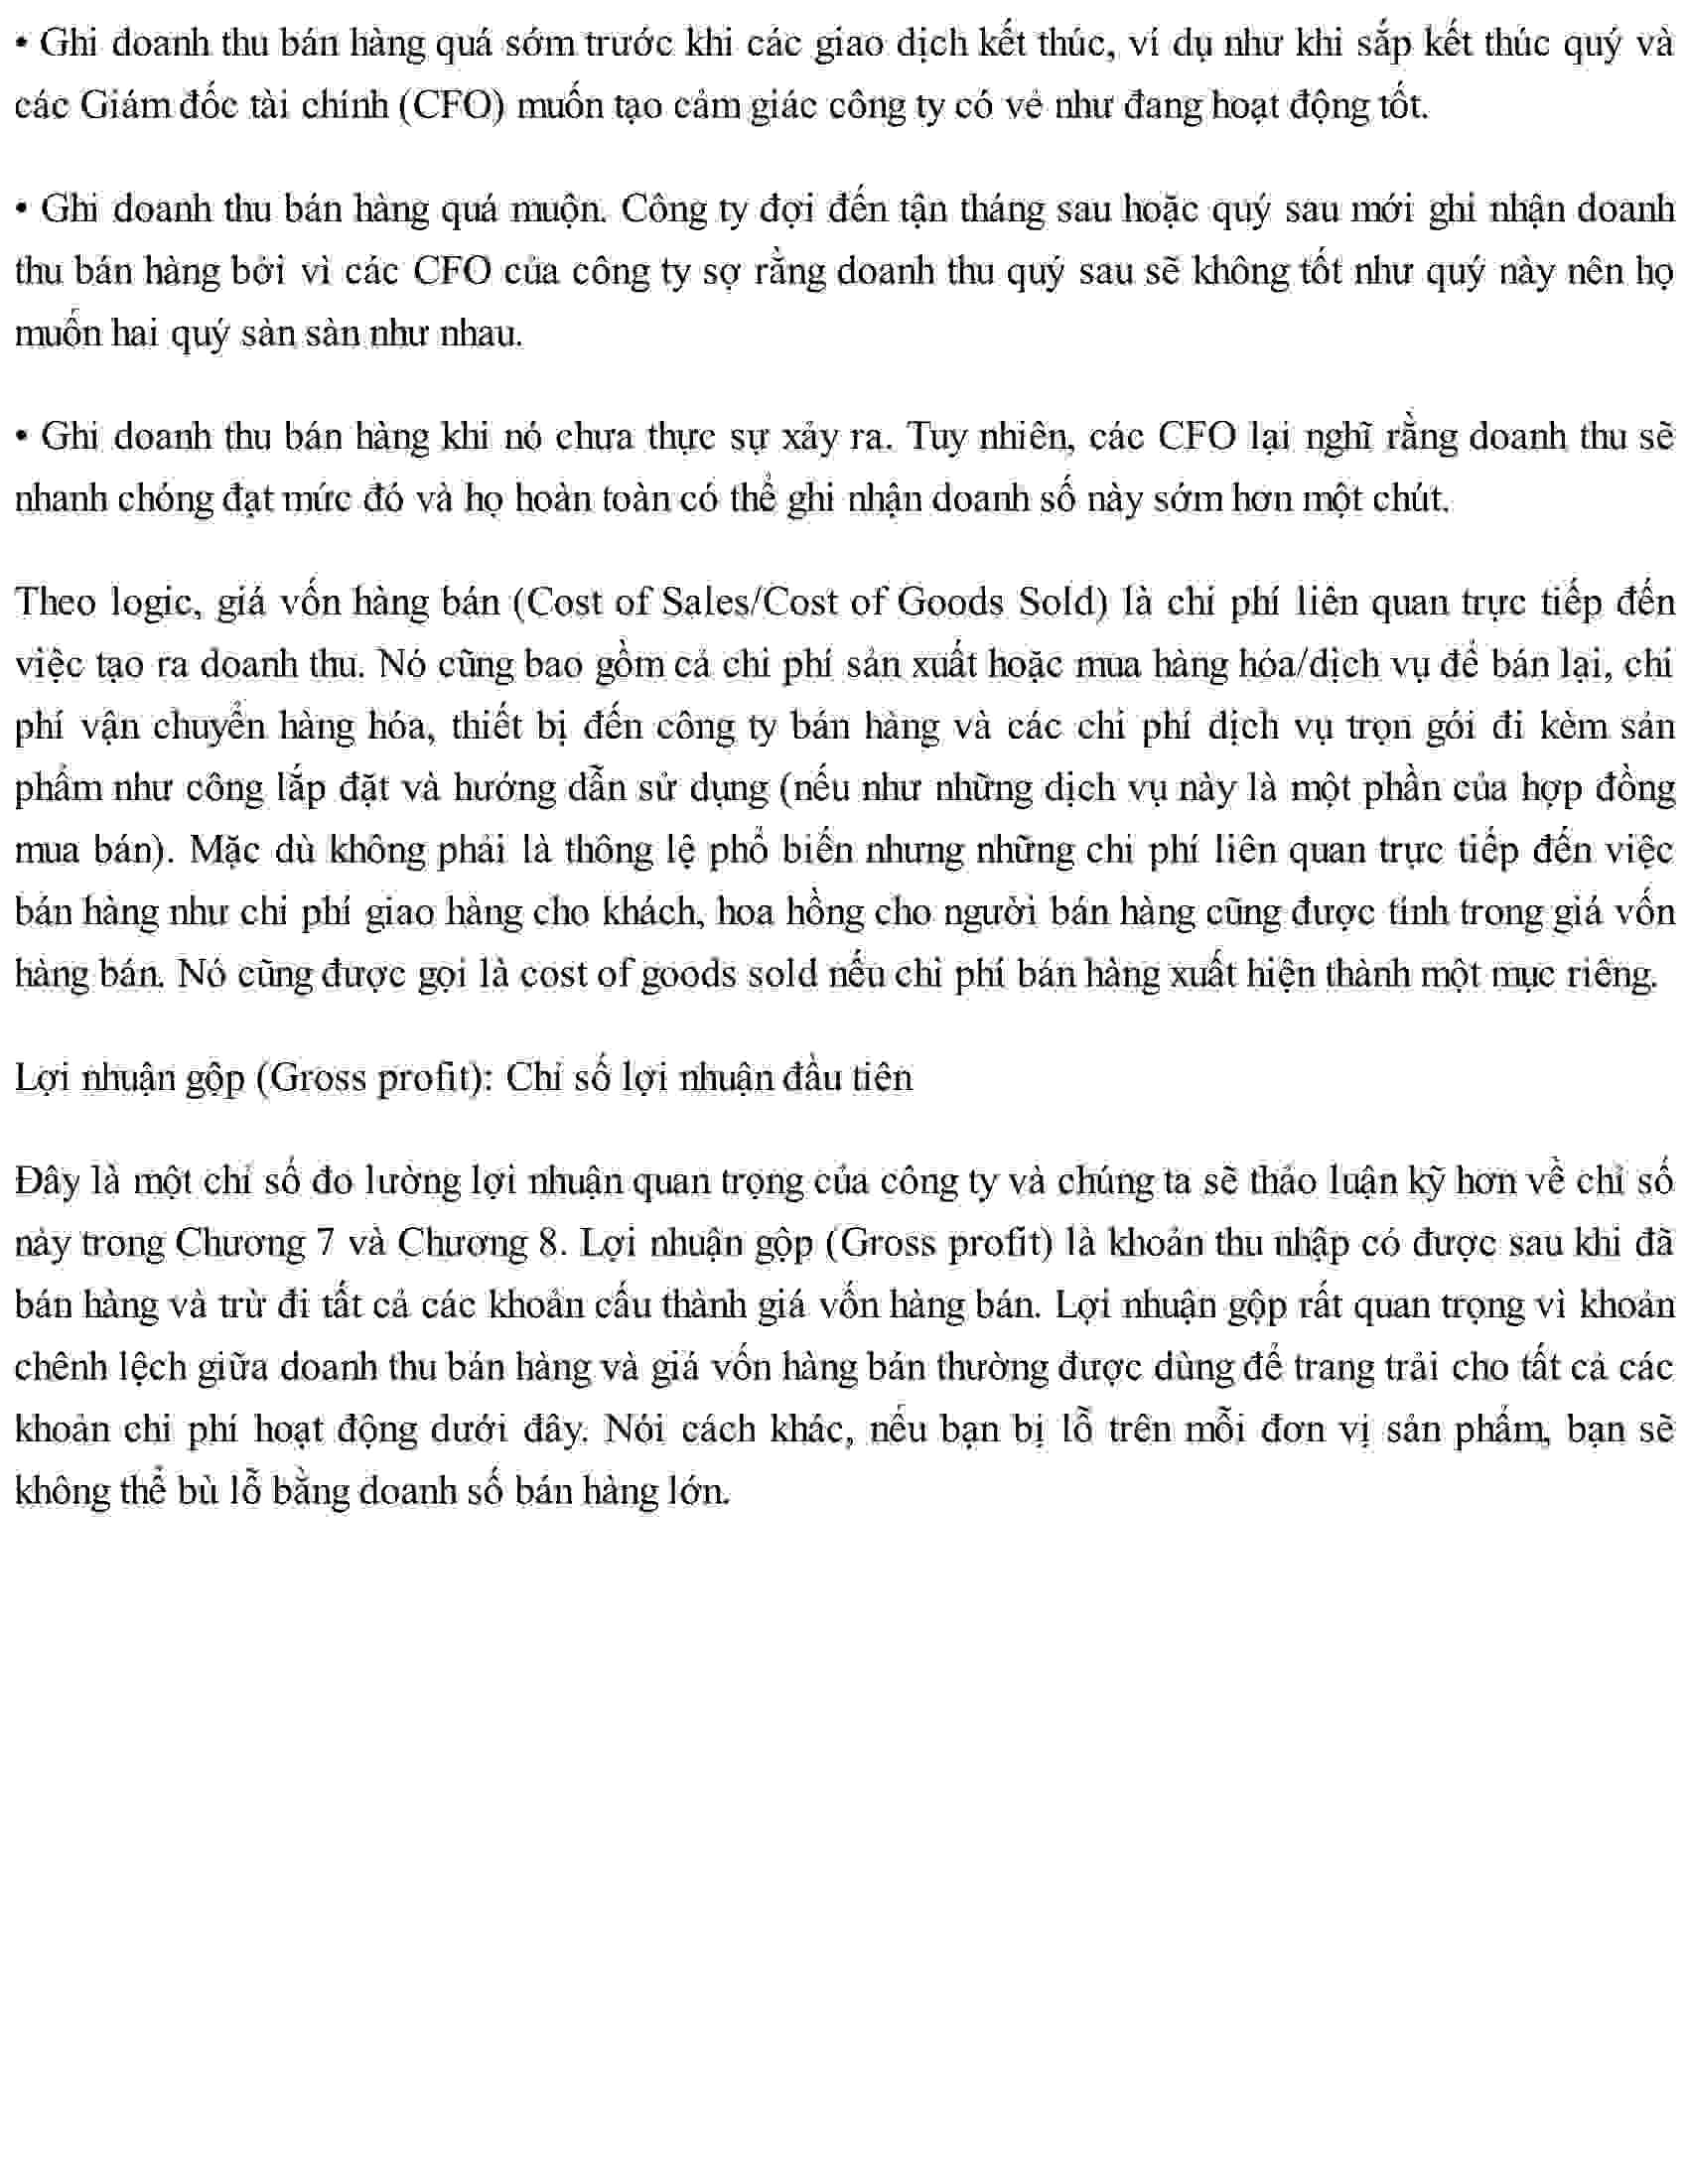 • Ghi doanh thu bán hàng quá sớm trước khi các giao dịch kết thúc, ví dụ như khi sắp kết thúc quý và
các Giám đốc tài chính (CFO) muốn tạo cảm giác công ty có vẻ như đang hoạt động tốt.
• Ghi doanh thu bán hàng quá muộn. Công ty đợi đến tận tháng sau hoặc quý sau mới ghi nhận doanh
thu bán hàng bởi vì các CFO của công ty sợ rằng doanh thu quý sau sẽ không tốt như quý này nên họ
muốn hai quý sàn sàn như nhau.
• Ghi doanh thu bán hàng khi nó chưa thực sự xảy ra. Tuy nhiên, các CFO lại nghĩ rằng doanh thu sẽ
nhanh chóng đạt mức đó và họ hoàn toàn có thể ghi nhận doanh số này sớm hơn một chút.
Theo logic, giá vốn hàng bán (Cost of Sales/Cost of Goods Sold) là chi phí liên quan trực tiếp đến
việc tạo ra doanh thu. Nó cũng bao gồm cả chi phí sản xuất hoặc mua hàng hóa/dịch vụ để bán lại, chi
phí vận chuyển hàng hóa, thiết bị đến công ty bán hàng và các chi phí dịch vụ trọn gói đi kèm sản
phẩm như công lắp đặt và hướng dẫn sử dụng (nếu như những dịch vụ này là một phần của hợp đồng
mua bán). Mặc dù không phải là thông lệ phổ biến nhưng những chi phí liên quan trực tiếp đến việc
bán hàng như chi phí giao hàng cho khách, hoa hồng cho người bán hàng cũng được tính trong giá vốn
hàng bán. Nó cũng được gọi là cost of goods sold nếu chi phí bán hàng xuất hiện thành một mục riêng.
Lợi nhuận gộp (Gross profit): Chỉ số lợi nhuận đầu tiên
Đây là một chỉ số đo lường lợi nhuận quan trọng của công ty và chúng ta sẽ thảo luận kỹ hơn về chỉ số
này trong Chương 7 và Chương 8. Lợi nhuận gộp (Gross profit) là khoản thu nhập có được sau khi đã
bán hàng và trừ đi tất cả các khoản cấu thành giá vốn hàng bán. Lợi nhuận gộp rất quan trọng vì khoản
chênh lệch giữa doanh thu bán hàng và giá vốn hàng bán thường được dùng để trang trải cho tất cả các
khoản chi phí hoạt động dưới đây. Nói cách khác, nếu bạn bị lỗ trên mỗi đơn vị sản phẩm, bạn sẽ
không thể bù lỗ bằng doanh số bán hàng lớn.